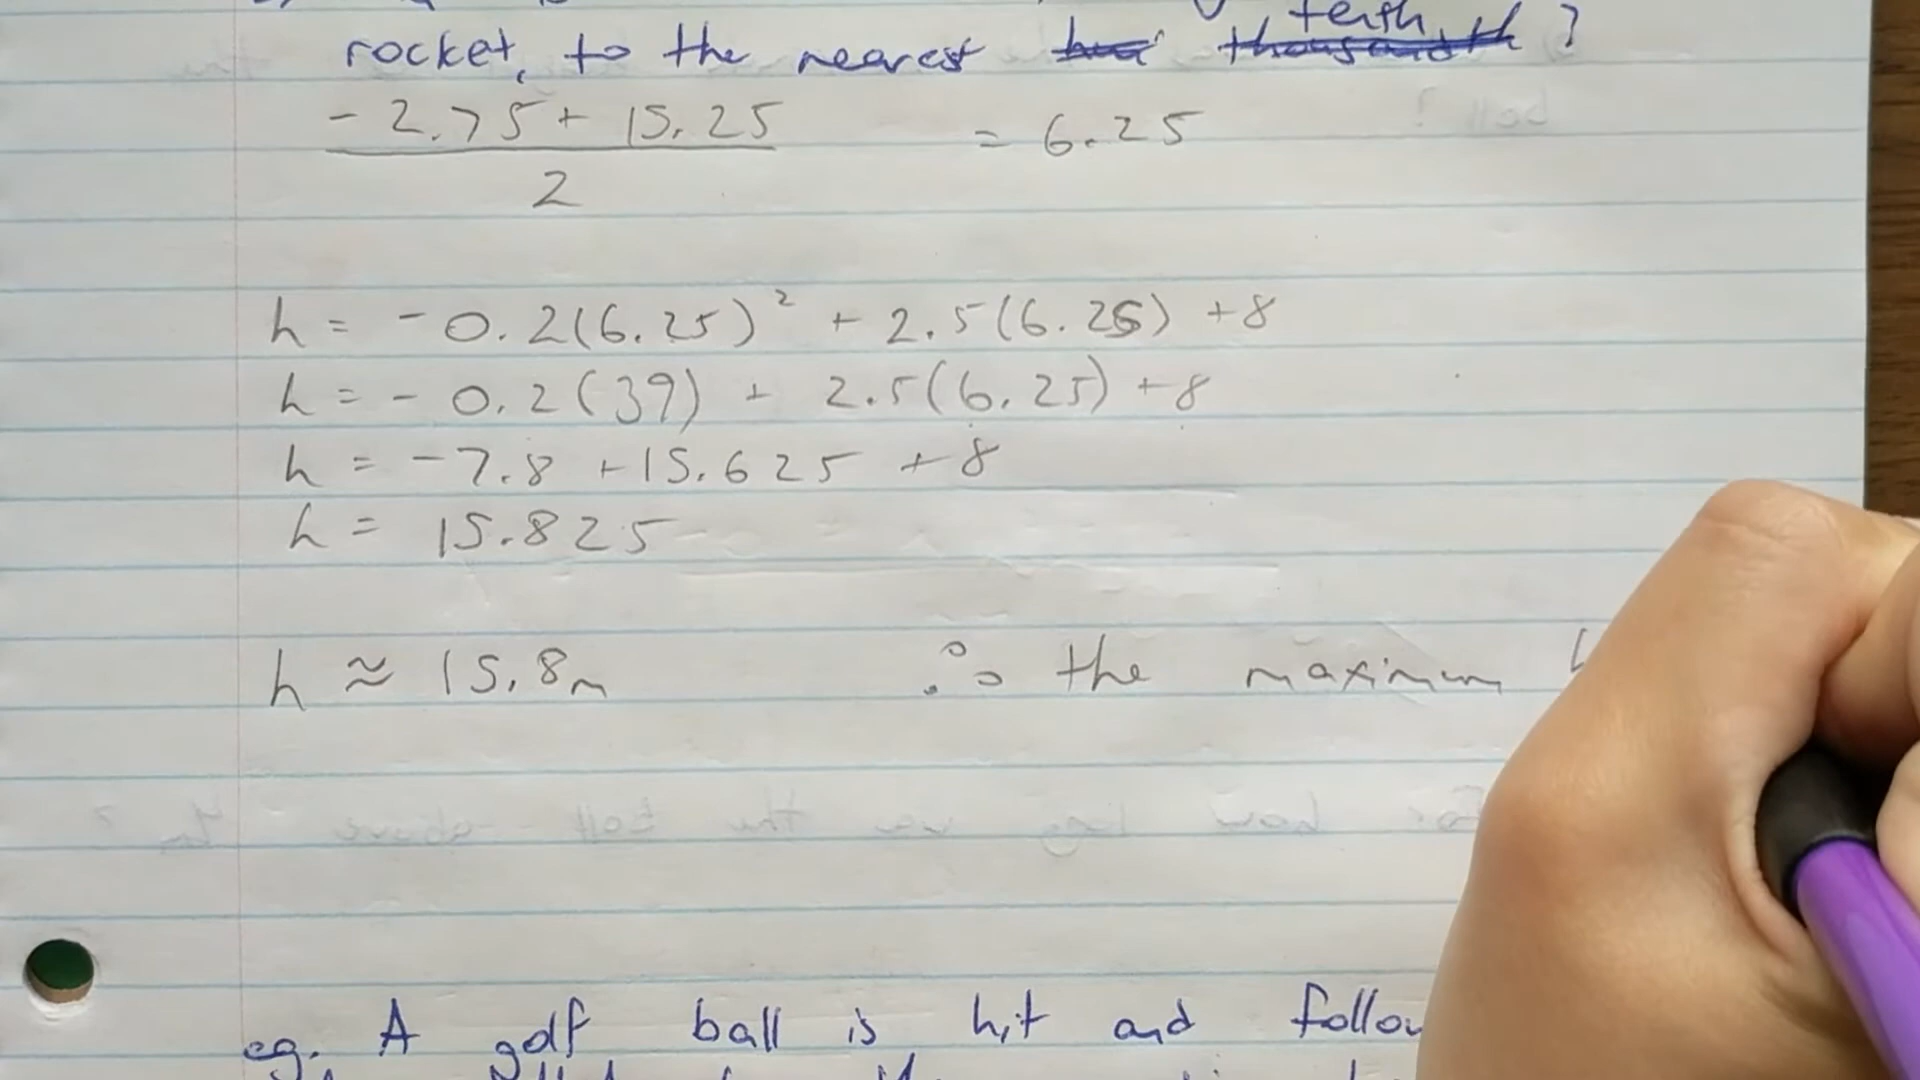 tenth
rocket, to the nearest thousandth ?
-2.75 + 15.25 / 2 = 6.25
h = -0.2(6.25)² + 2.5(6.25) +8
h = -0.2(39) + 2.5(6.25) +8
h = -7.8 +15.625 +8
h = 15.825
h ≈ 15.8m ∴ the maximum
eg. A golf ball is hit and follow